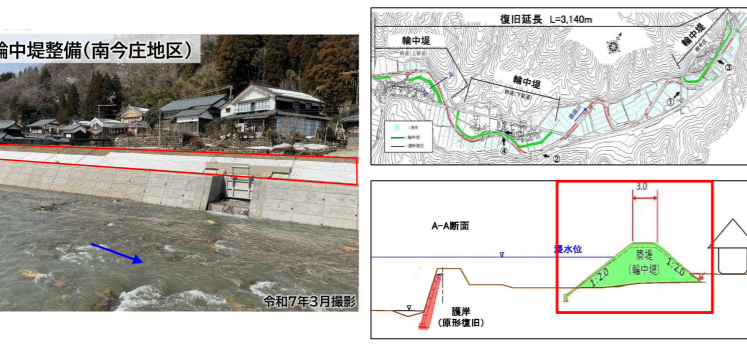 輪中堤整備(南今庄地区)
令和7年3月撮影
復旧延長 L=3,140m
輪中堤
輪中堤
輪中堤
A
③
①
④
②
A-A断面
浸水位
3.0
築堤
(輪中堤)
1:2.0
1:2.0
護岸
(原形復旧)